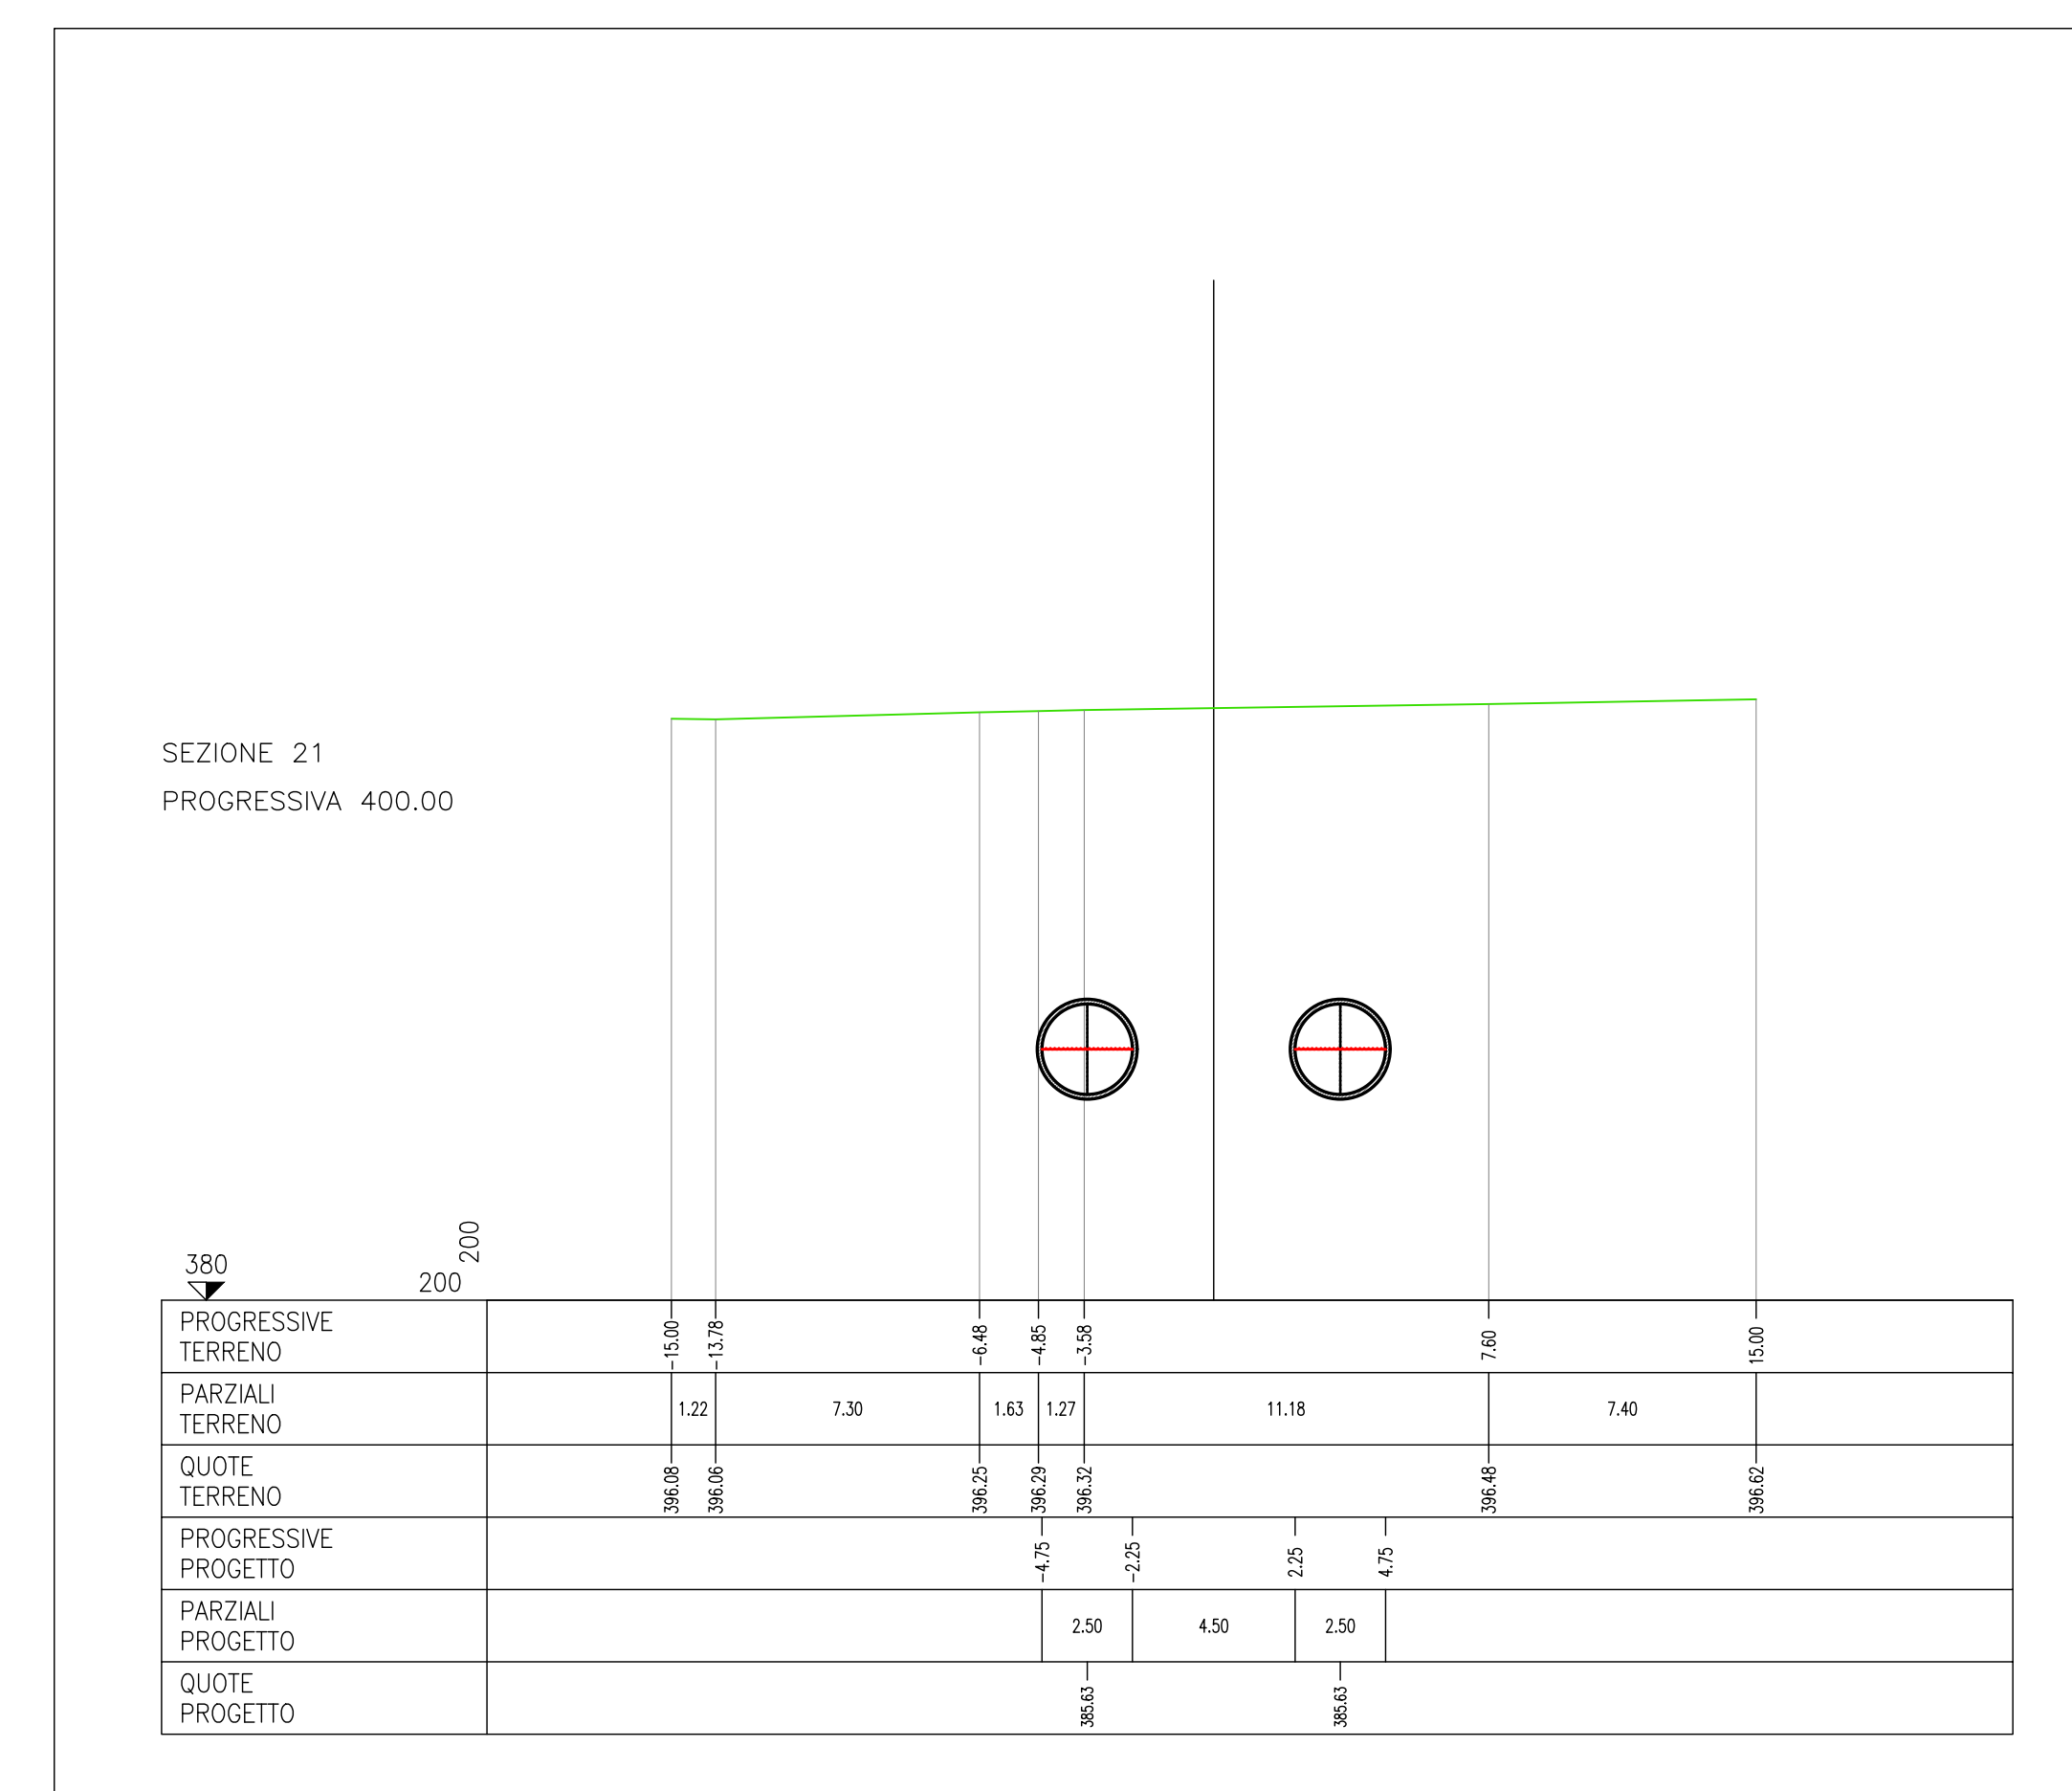 SEZIONE 21
PROGRESSIVA 400.00
200
380
200
PROGRESSIVE
TERRENO
-15.00 -13.78 -6.48 -4.85 -3.58 7.60 15.00
PARZIALI
TERRENO
1.22 7.30 1.63 1.27 11.18 7.40
QUOTE
TERRENO
396.08 396.06 396.25 396.29 396.32 396.48 396.62
PROGRESSIVE
PROGETTO
-4.75 -2.25 2.25 4.75
PARZIALI
PROGETTO
2.50 4.50 2.50
QUOTE
PROGETTO
385.63 385.63